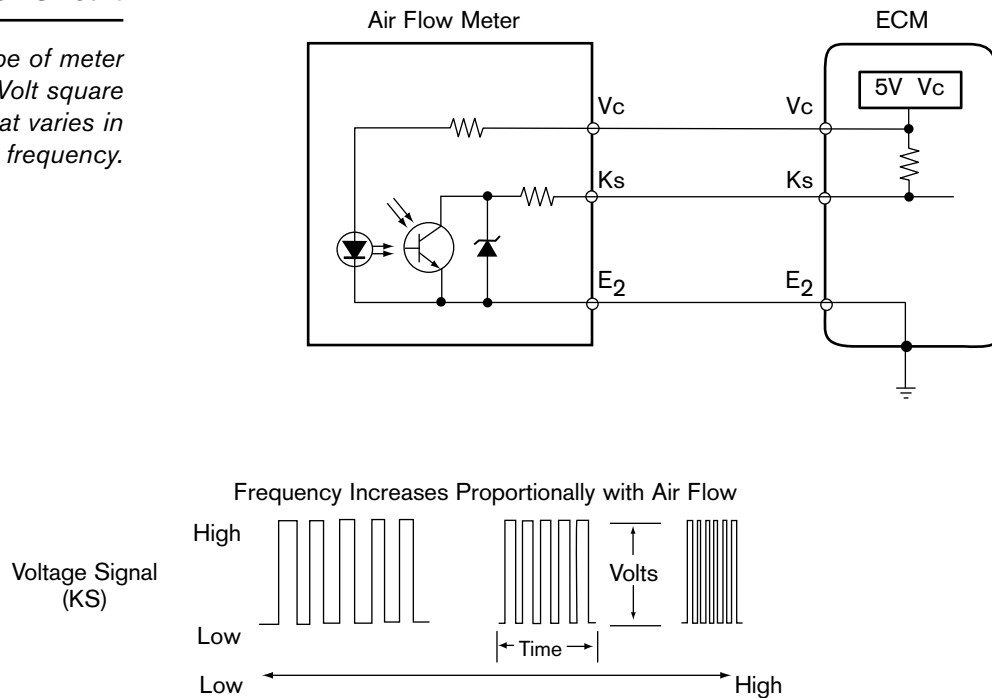 be of meter
Volt square
at varies in
frequency.
Air Flow Meter
ECM
5V Vc
Vc
Vc
Ks
Ks
E2
E2
Frequency Increases Proportionally with Air Flow
High
Voltage Signal
(KS)
Volts
Low
Time
Low
High